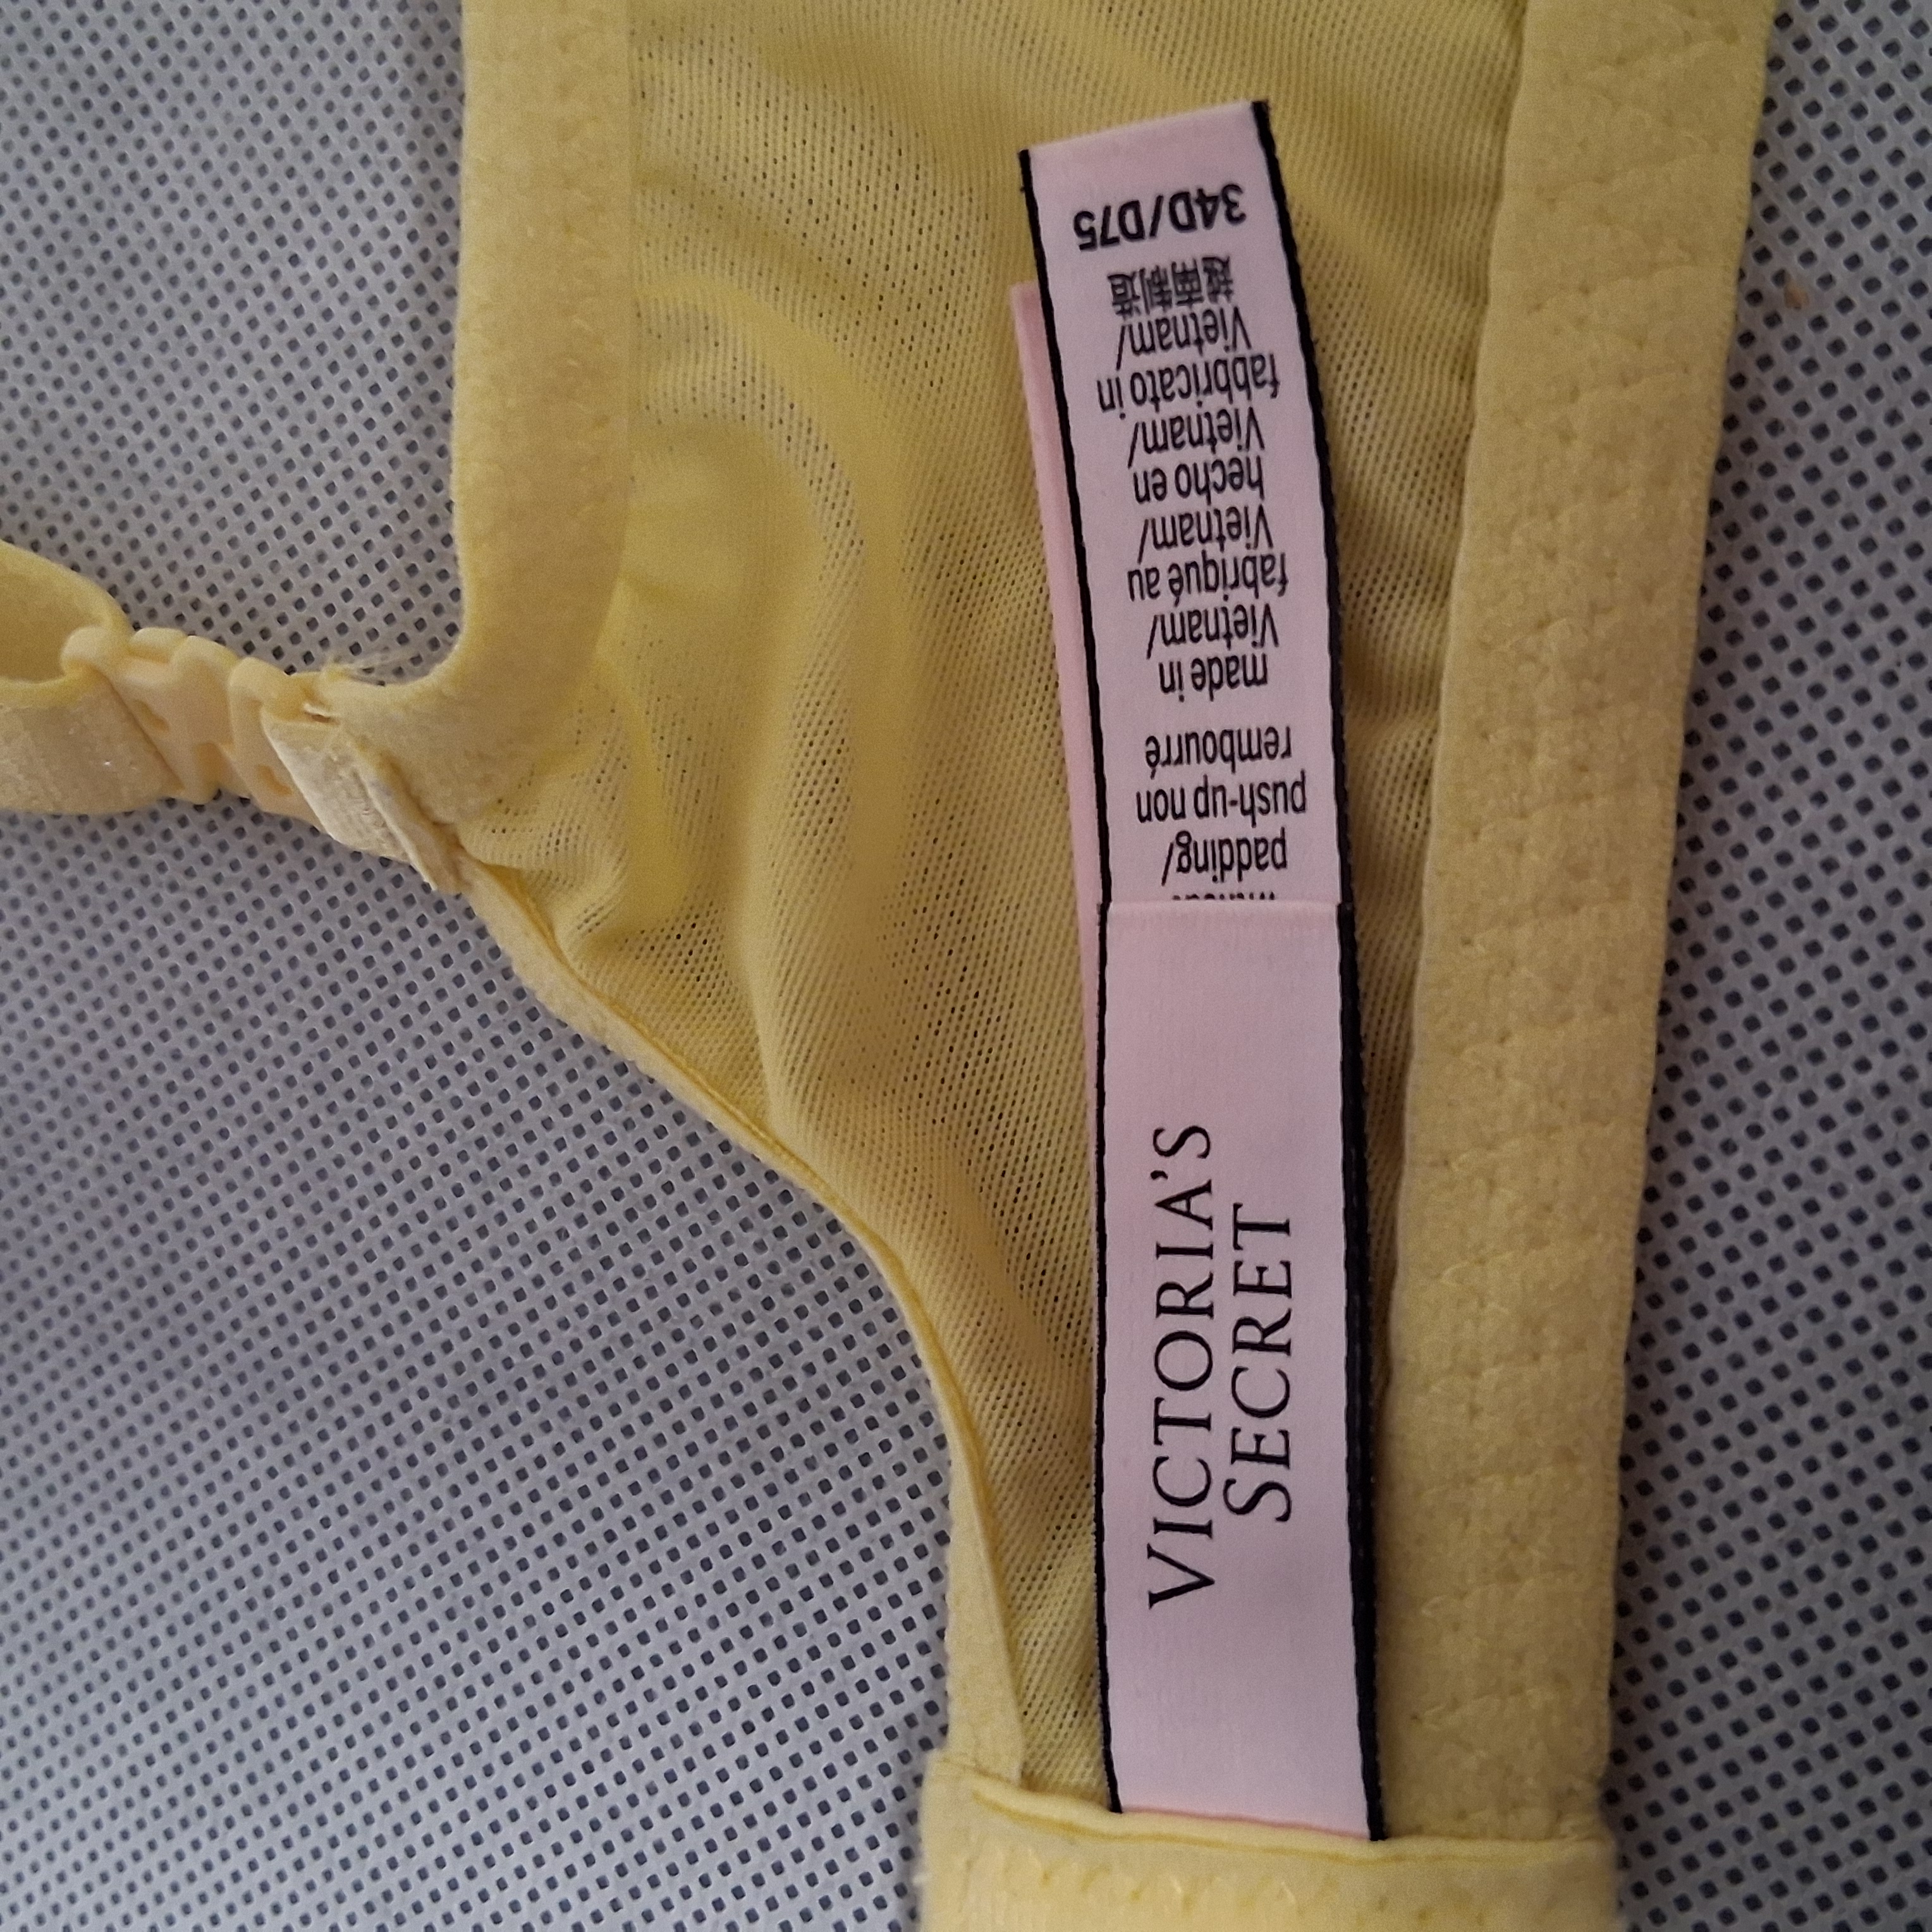 VICTORIA'S
SECRET
padding/
push-up non
rembourré
made in
Vietnam/
fabriqué au
Vietnam/
hecho en
Vietnam/
fabbricato in
Vietnam/
越南制造
34D/D75